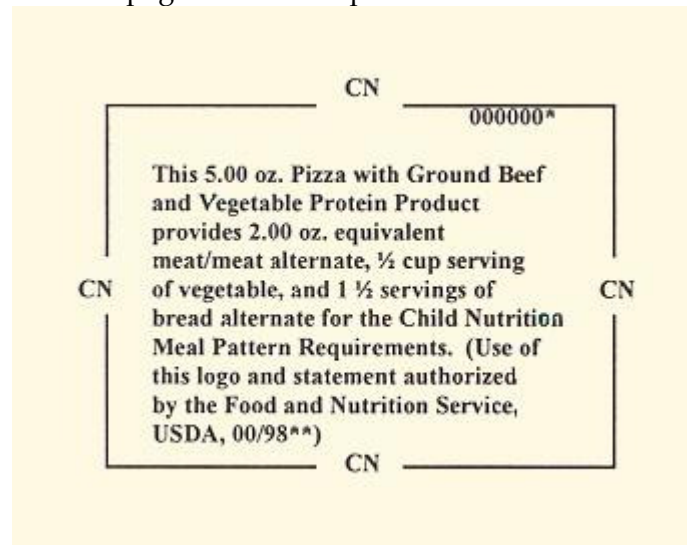 CN
000000*
This 5.00 oz. Pizza with Ground Beef
and Vegetable Protein Product
provides 2.00 oz. equivalent
meat/meat alternate, ½ cup serving
CN of vegetable, and 1 ½ servings of CN
bread alternate for the Child Nutrition
Meal Pattern Requirements. (Use of
this logo and statement authorized
by the Food and Nutrition Service,
USDA, 00/98**)
CN